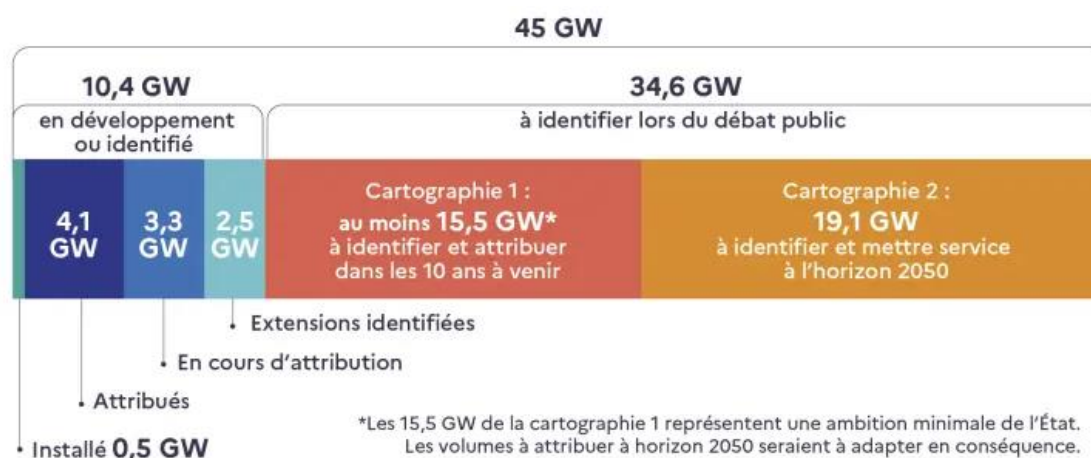 45 GW
10,4 GW
en développement
ou identifié
34,6 GW
à identifier lors du débat public
4,1
GW
3,3
GW
2,5
GW
Cartographie 1 :
au moins 15,5 GW*
à identifier et attribuer
dans les 10 ans à venir
Cartographie 2 :
19,1 GW
à identifier et mettre service
à l'horizon 2050
• Extensions identifiées
• En cours d'attribution
• Attribués
• Installé 0,5 GW
*Les 15,5 GW de la cartographie 1 représentent une ambition minimale de l'État.
Les volumes à attribuer à horizon 2050 seraient à adapter en conséquence.